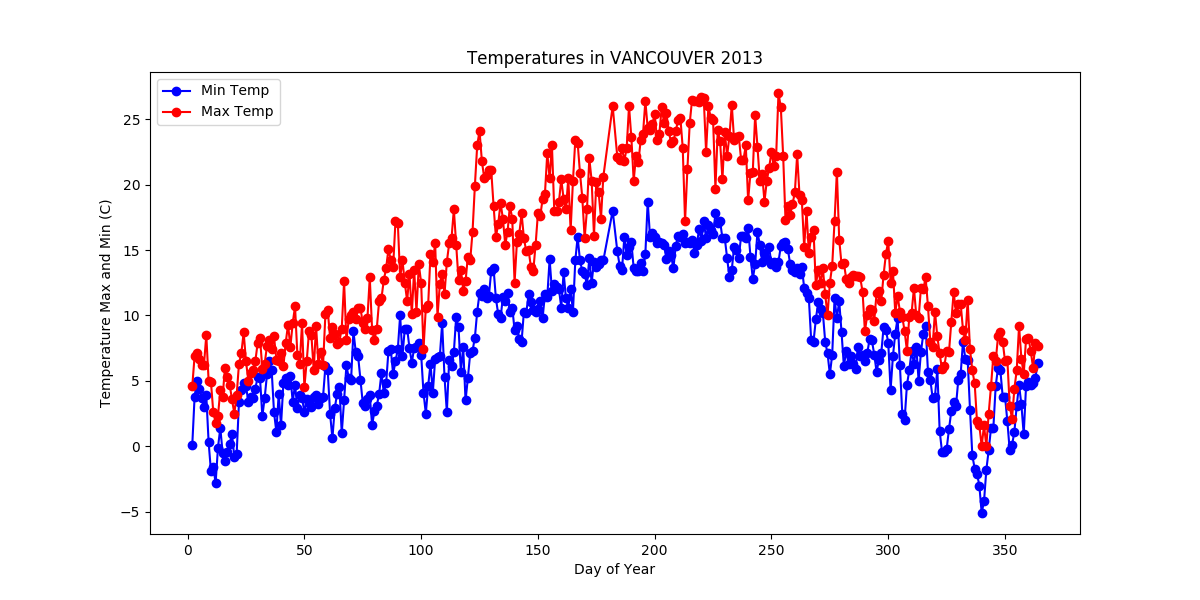 Temperatures in VANCOUVER 2013
Min Temp
Max Temp
Temperature Max and Min (C)
25
20
15
10
5
0
−5
0 50 100 150 200 250 300 350
Day of Year